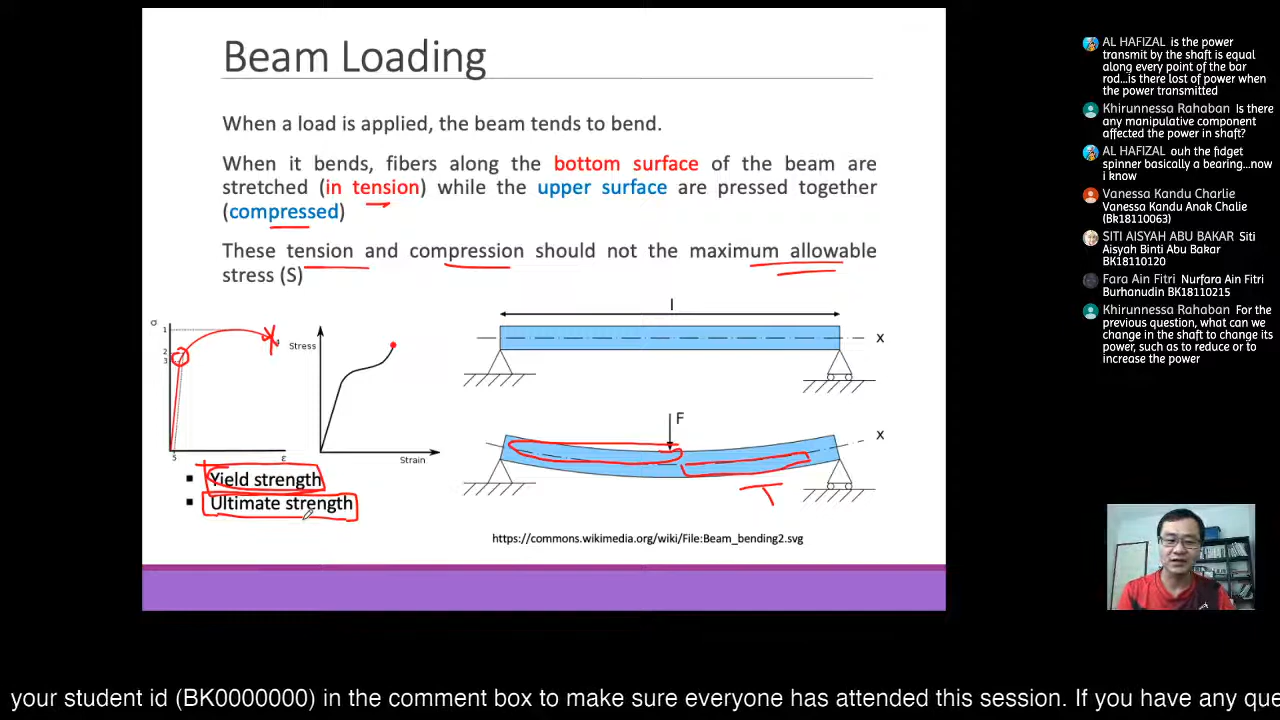 Beam Loading
When a load is applied, the beam tends to bend.
When it bends, fibers along the bottom surface of the beam are
stretched (in tension) while the upper surface are pressed together
(compressed)
These tension and compression should not the maximum allowable
stress (S)
σ
1
2
3
5
ε
Stress
Strain
l
x
F
x
T
▪ Yield strength
▪ Ultimate strength
https://commons.wikimedia.org/wiki/File:Beam_bending2.svg
AL HAFIZAL is the power
transmit by the shaft is equal
along every point of the bar
rod...is there lost of power when
the power transmitted
Khirunnessa Rahaban Is there
any manipulative component
affected the power in shaft?
AL HAFIZAL ouh the fidget
spinner basically a bearing...now
i know
Vanessa Kandu Charlie
Vanessa Kandu Anak Chalie
(Bk18110063)
SITI AISYAH ABU BAKAR Siti
Aisyah Binti Abu Bakar
BK18110120
Fara Ain Fitri Nurfara Ain Fitri
Burhanudin BK18110215
Khirunnessa Rahaban For the
previous question, what can we
change in the shaft to change its
power, such as to reduce or to
increase the power
your student id (BK0000000) in the comment box to make sure everyone has attended this session. If you have any que